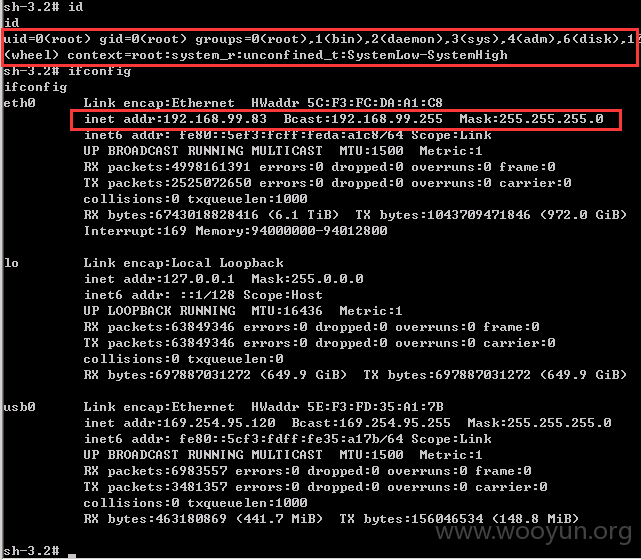 sh-3.2# id
id
uid=0(root) gid=0(root) groups=0(root),1(bin),2(daemon),3(sys),4(adm),6(disk),10
(wheel) context=root:system_r:unconfined_t:SystemLow-SystemHigh
sh-3.2# ifconfig
ifconfig
eth0 Link encap:Ethernet HWaddr 5C:F3:FC:DA:A1:C8
inet addr:192.168.99.83 Bcast:192.168.99.255 Mask:255.255.255.0
inet6 addr: fe80::5ef3:fcff:feda:a1c8/64 Scope:Link
UP BROADCAST RUNNING MULTICAST MTU:1500 Metric:1
RX packets:4998161391 errors:0 dropped:0 overruns:0 frame:0
TX packets:2525072650 errors:0 dropped:0 overruns:0 carrier:0
collisions:0 txqueuelen:1000
RX bytes:6743018828416 (6.1 TiB) TX bytes:1043709471846 (972.0 GiB)
Interrupt:169 Memory:94000000-94012800
lo Link encap:Local Loopback
inet addr:127.0.0.1 Mask:255.0.0.0
inet6 addr: ::1/128 Scope:Host
UP LOOPBACK RUNNING MTU:16436 Metric:1
RX packets:63849346 errors:0 dropped:0 overruns:0 frame:0
TX packets:63849346 errors:0 dropped:0 overruns:0 carrier:0
collisions:0 txqueuelen:0
RX bytes:697887031272 (649.9 GiB) TX bytes:697887031272 (649.9 GiB)
usb0 Link encap:Ethernet HWaddr 5E:F3:FD:35:A1:7B
inet addr:169.254.95.120 Bcast:169.254.95.255 Mask:255.255.255.0
inet6 addr: fe80::5cf3:fdff:fe35:a17b/64 Scope:Link
UP BROADCAST RUNNING MULTICAST MTU:1500 Metric:1
RX packets:6983557 errors:0 dropped:0 overruns:0 frame:0
TX packets:3481357 errors:0 dropped:0 overruns:0 carrier:0
collisions:0 txqueuelen:1000
RX bytes:463180869 (441.7 MiB) TX bytes:156046534 (148.8 MiB)
www.wooyun.org
sh-3.2#